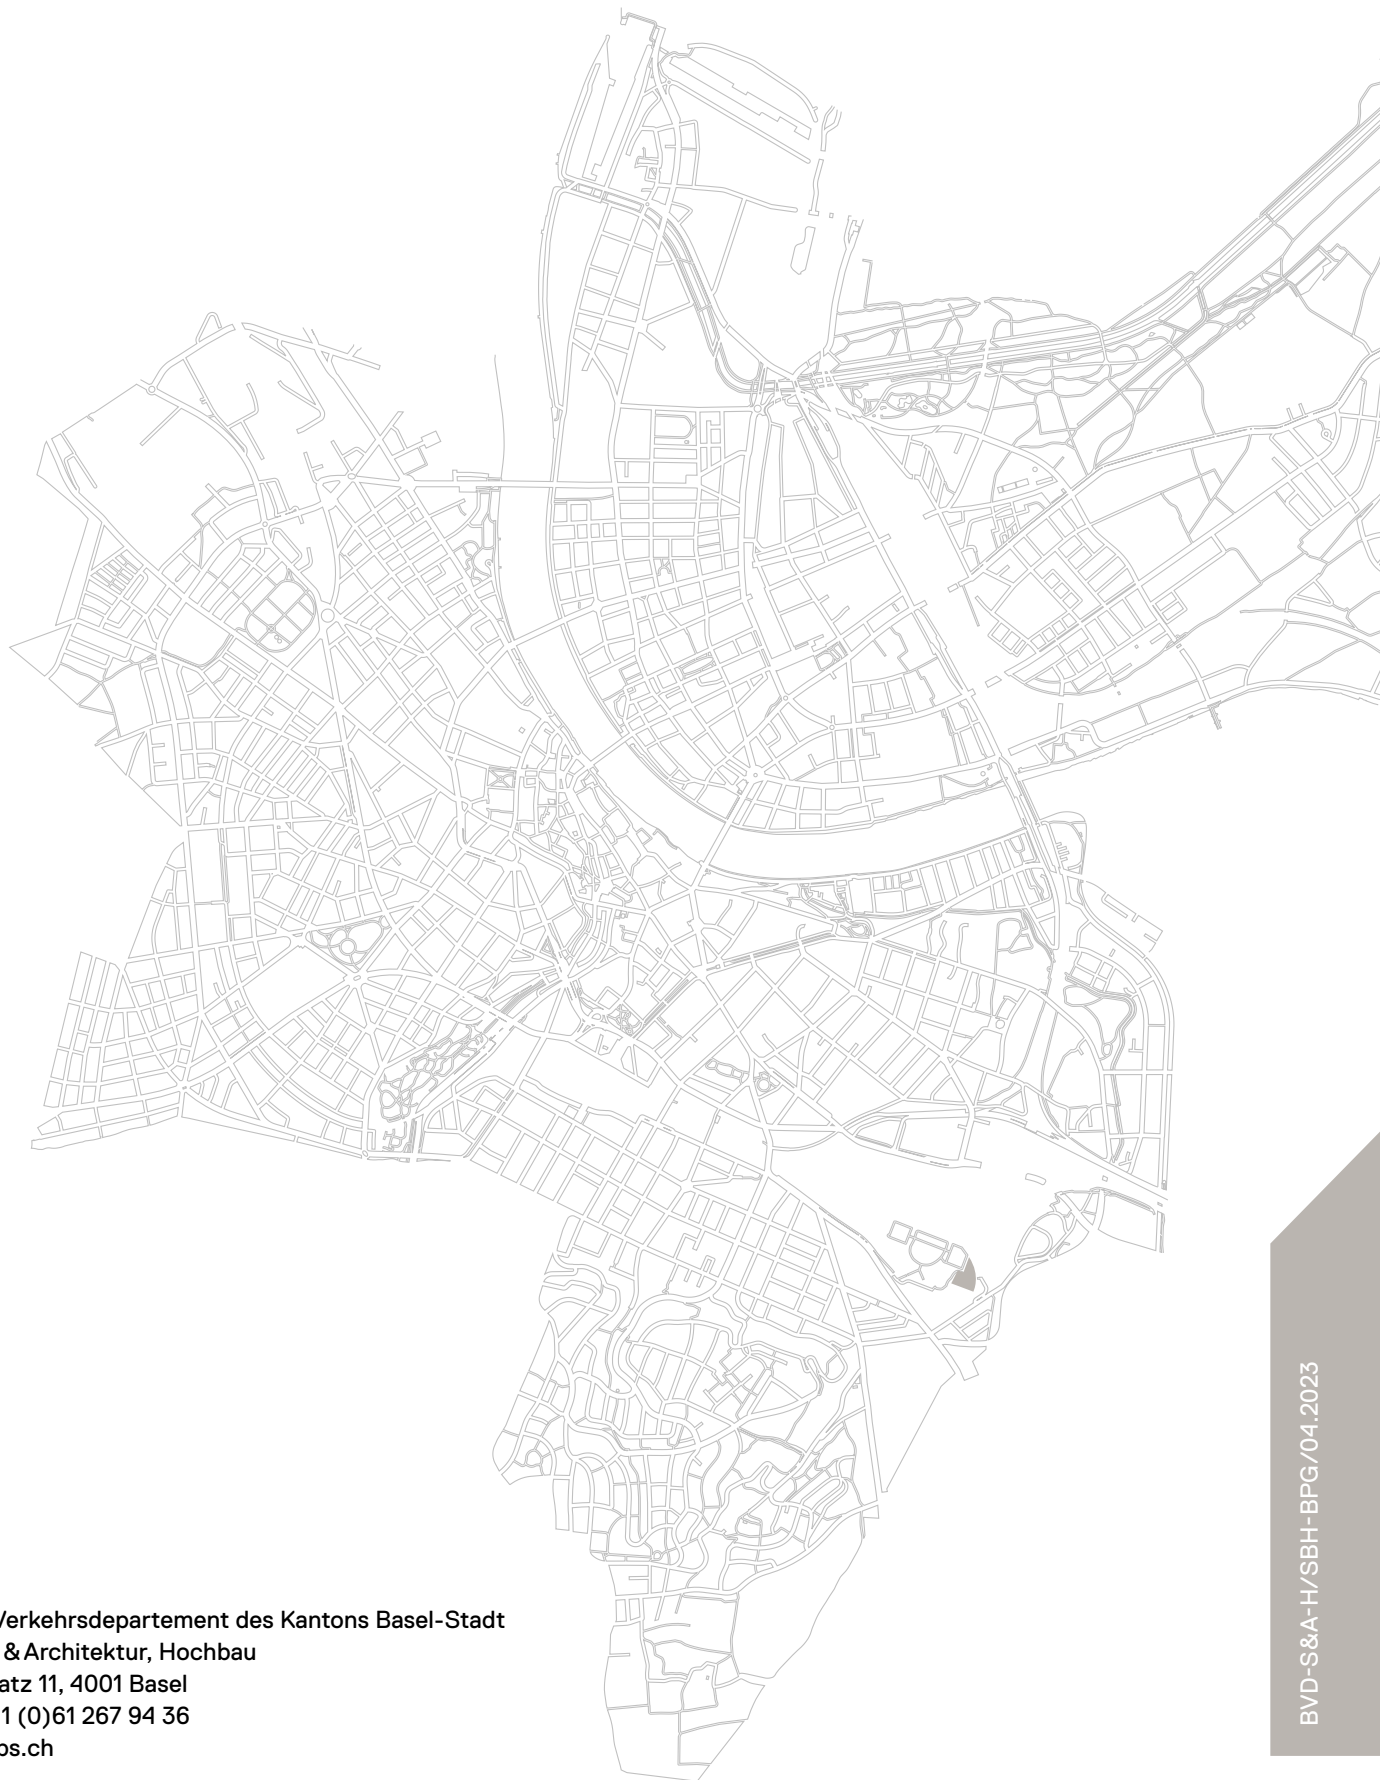 Verkehrsdepartement des Kantons Basel-Stadt
& Architektur, Hochbau
atz 11, 4001 Basel
1 (0)61 267 94 36
bs.ch
BVD-S&A-H/SBH-BPG/04.2023